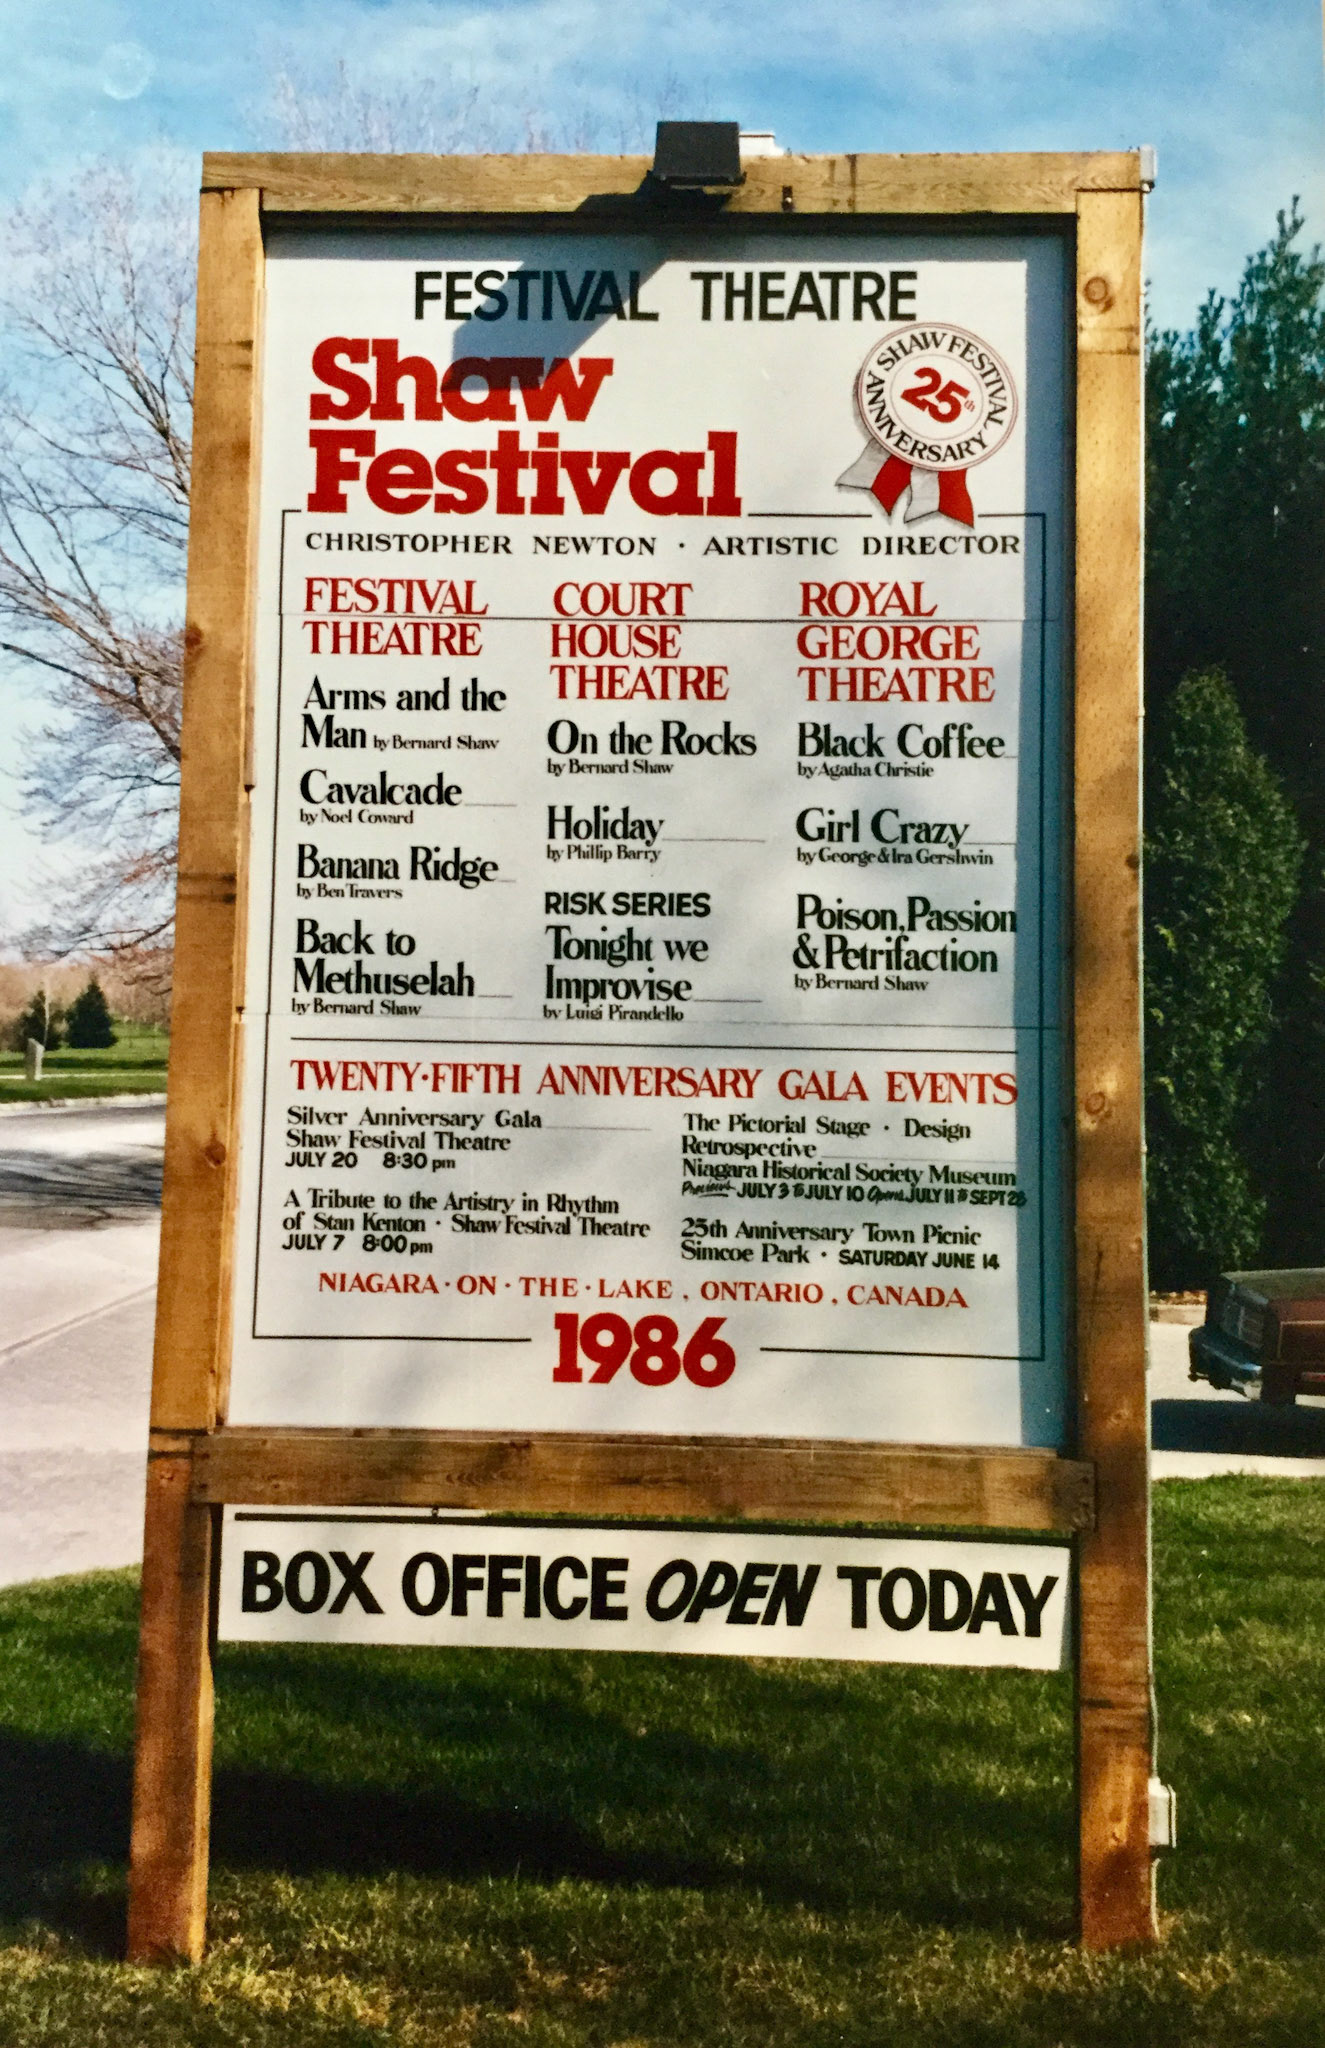 FESTIVAL THEATRE
Shaw
Festival
SHAW FESTIVAL
25th
ANNIVERSARY
CHRISTOPHER NEWTON · ARTISTIC DIRECTOR
FESTIVAL
THEATRE
Arms and the
Man by Bernard Shaw
Cavalcade
by Noel Coward
Banana Ridge
by Ben Travers
Back to
Methuselah
by Bernard Shaw
COURT
HOUSE
THEATRE
On the Rocks
by Bernard Shaw
Holiday
by Phillip Barry
RISK SERIES
Tonight we
Improvise
by Luigi Pirandello
ROYAL
GEORGE
THEATRE
Black Coffee
by Agatha Christie
Girl Crazy
by George & Ira Gershwin
Poison, Passion
& Petrifaction
by Bernard Shaw
TWENTY·FIFTH ANNIVERSARY GALA EVENTS
Silver Anniversary Gala
Shaw Festival Theatre
JULY 20 8:30 pm
A Tribute to the Artistry in Rhythm
of Stan Kenton · Shaw Festival Theatre
JULY 7 8:00 pm
The Pictorial Stage · Design
Retrospective
Niagara Historical Society Museum
Previews JULY 3 to JULY 10 Opens JULY 11 to SEPT 28
25th Anniversary Town Picnic
Simcoe Park · SATURDAY JUNE 14
NIAGARA · ON · THE · LAKE , ONTARIO , CANADA
1986
BOX OFFICE OPEN TODAY